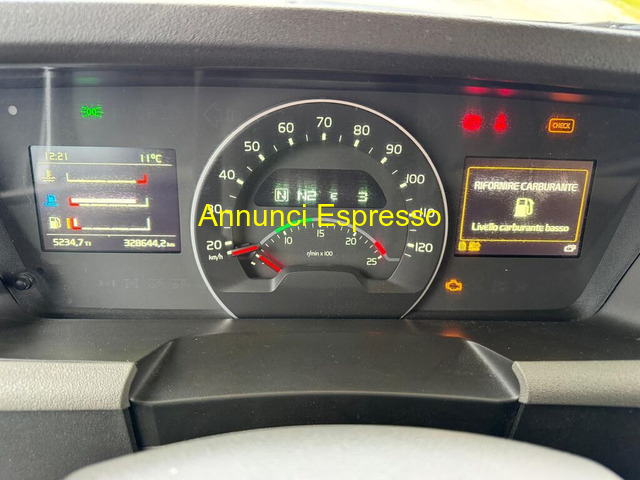 12:21 11°C
5234,7 328644,2 km
20
30
40
50
60
70
80
90
100
110
120
km/h
N N2
5 10 15 20 25
r/min x 100
CHECK
RIFORNIRE CARBURANTE
Livello carburante basso
Annunci Espresso